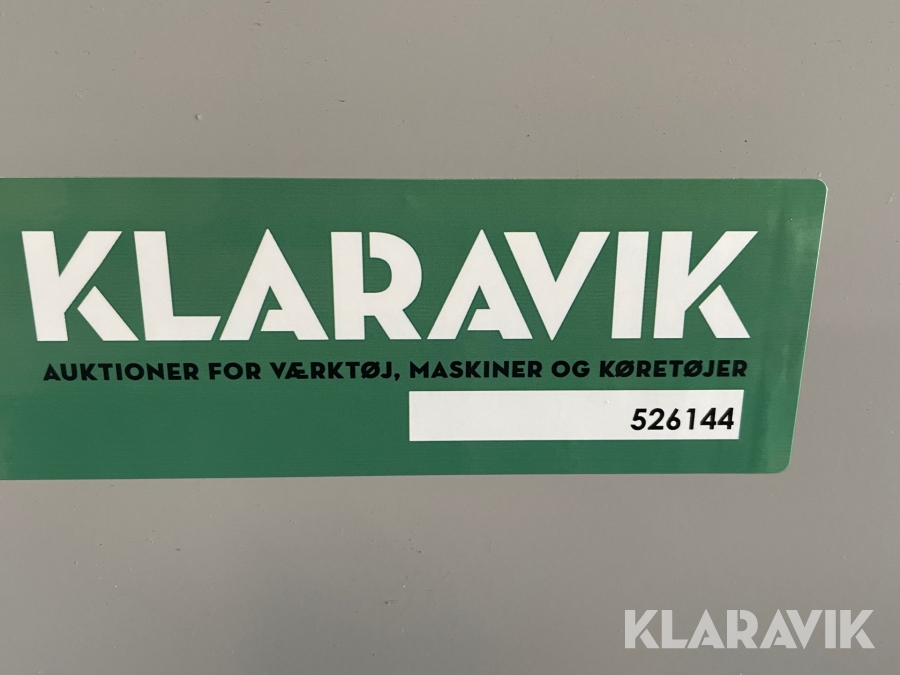 KLARAVIK
AUKTIONER FOR VÆRKTØJ, MASKINER OG KØRETØJER
526144
KLARAVIK